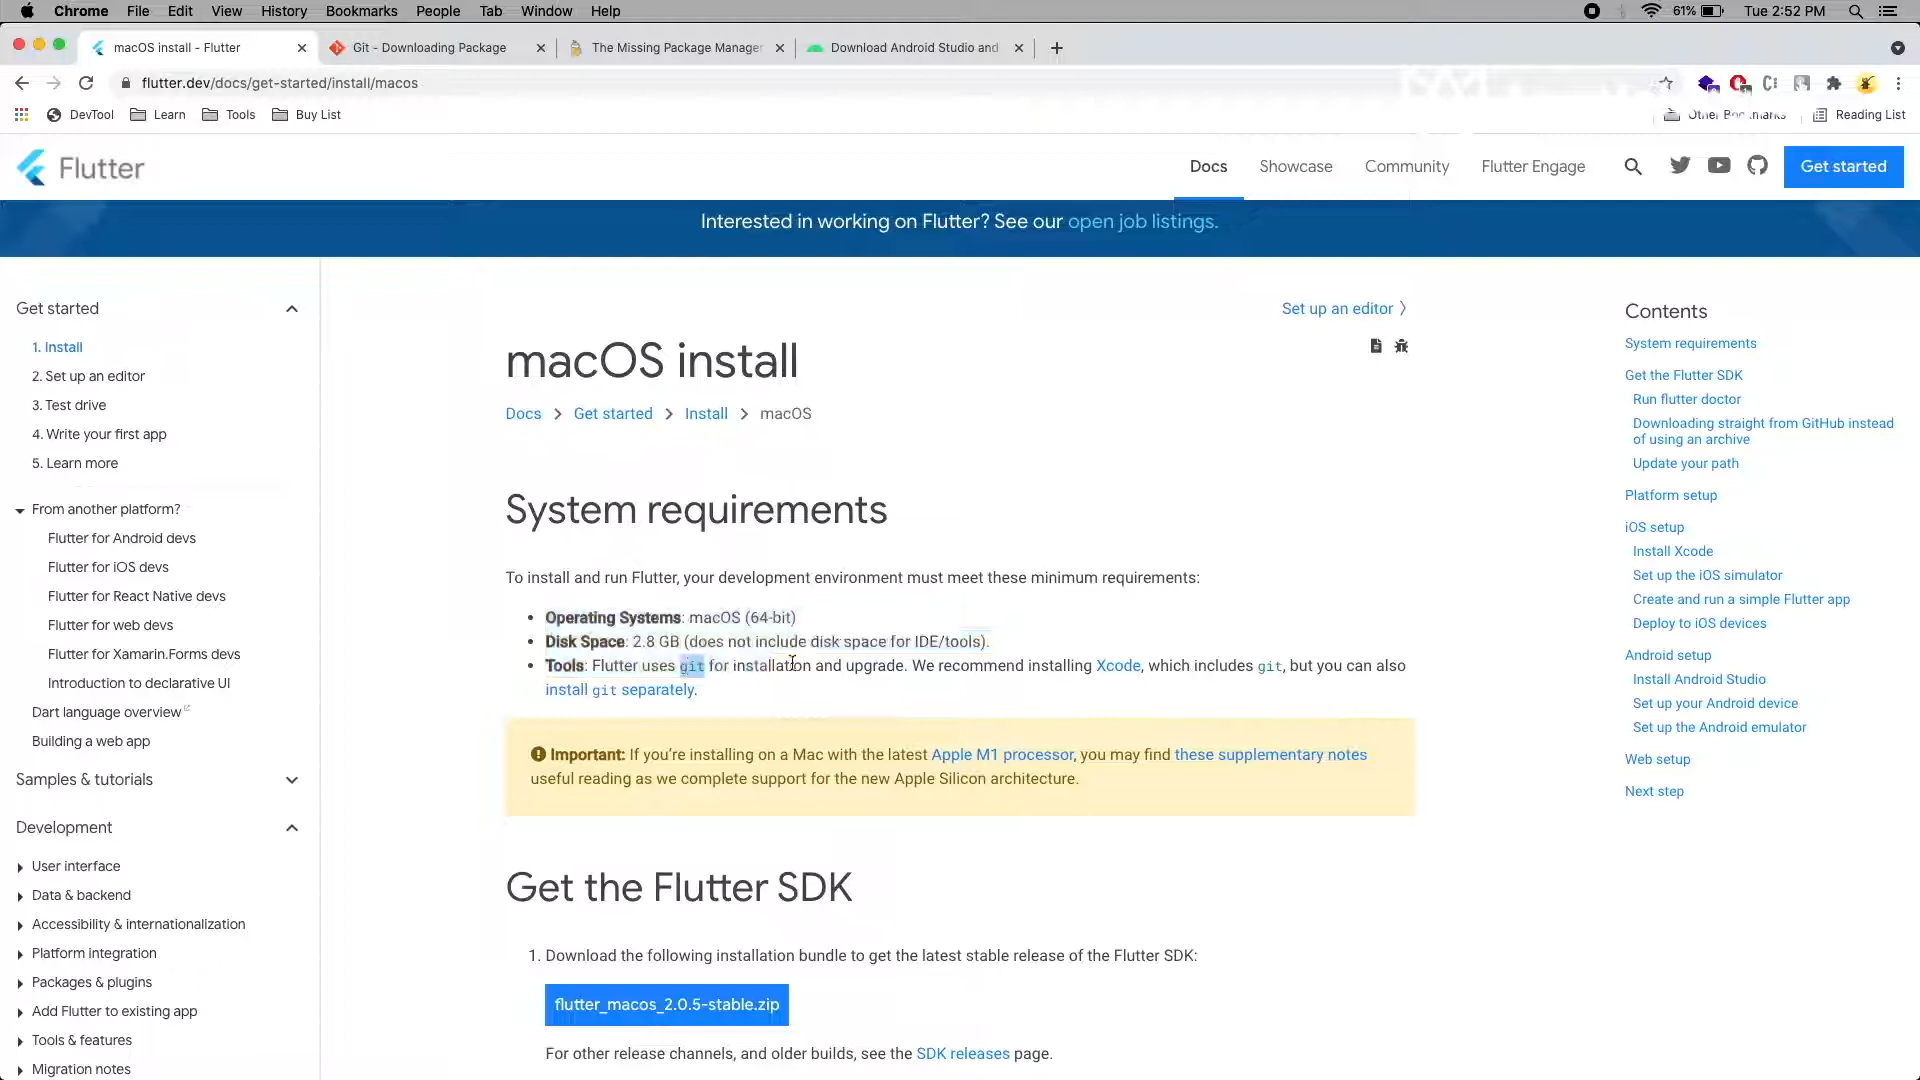 Chrome File Edit View History Bookmarks People Tab Window Help 61% Tue 2:52 PM
macOS install - Flutter Git - Downloading Package The Missing Package Manager Download Android Studio and
flutter.dev/docs/get-started/install/macos
DevTool Learn Tools Buy List Other Bookmarks Reading List
Flutter Docs Showcase Community Flutter Engage Get started
Interested in working on Flutter? See our open job listings.
Get started
1. Install
2. Set up an editor
3. Test drive
4. Write your first app
5. Learn more
From another platform?
Flutter for Android devs
Flutter for iOS devs
Flutter for React Native devs
Flutter for web devs
Flutter for Xamarin.Forms devs
Introduction to declarative UI
Dart language overview
Building a web app
Samples & tutorials
Development
User interface
Data & backend
Accessibility & internationalization
Platform integration
Packages & plugins
Add Flutter to existing app
Tools & features
Migration notes
Set up an editor 〉
macOS install
Docs > Get started > Install > macOS
System requirements
To install and run Flutter, your development environment must meet these minimum requirements:
• Operating Systems: macOS (64-bit)
• Disk Space: 2.8 GB (does not include disk space for IDE/tools).
• Tools: Flutter uses git for installation and upgrade. We recommend installing Xcode, which includes git, but you can also
install git separately.
Important: If you're installing on a Mac with the latest Apple M1 processor, you may find these supplementary notes
useful reading as we complete support for the new Apple Silicon architecture.
Get the Flutter SDK
1. Download the following installation bundle to get the latest stable release of the Flutter SDK:
flutter_macos_2.0.5-stable.zip
For other release channels, and older builds, see the SDK releases page.
Contents
System requirements
Get the Flutter SDK
Run flutter doctor
Downloading straight from GitHub instead
of using an archive
Update your path
Platform setup
iOS setup
Install Xcode
Set up the iOS simulator
Create and run a simple Flutter app
Deploy to iOS devices
Android setup
Install Android Studio
Set up your Android device
Set up the Android emulator
Web setup
Next step